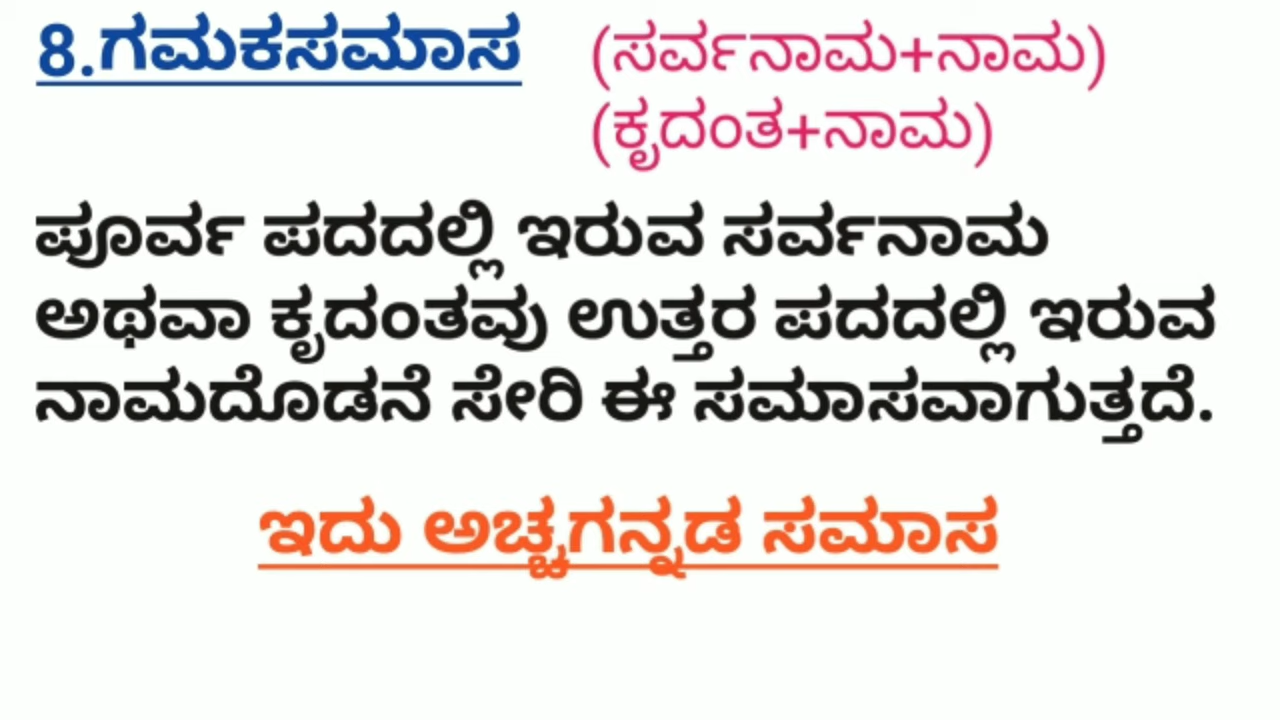 8.ಗಮಕಸಮಾಸ (ಸರ್ವನಾಮ+ನಾಮ)
(ಕೃದಂತ+ನಾಮ)
ಪೂರ್ವ ಪದದಲ್ಲಿ ಇರುವ ಸರ್ವನಾಮ
ಅಥವಾ ಕೃದಂತವು ಉತ್ತರ ಪದದಲ್ಲಿ ಇರುವ
ನಾಮದೊಡನೆ ಸೇರಿ ಈ ಸಮಾಸವಾಗುತ್ತದೆ.
ಇದು ಅಚ್ಚಗನ್ನಡ ಸಮಾಸ